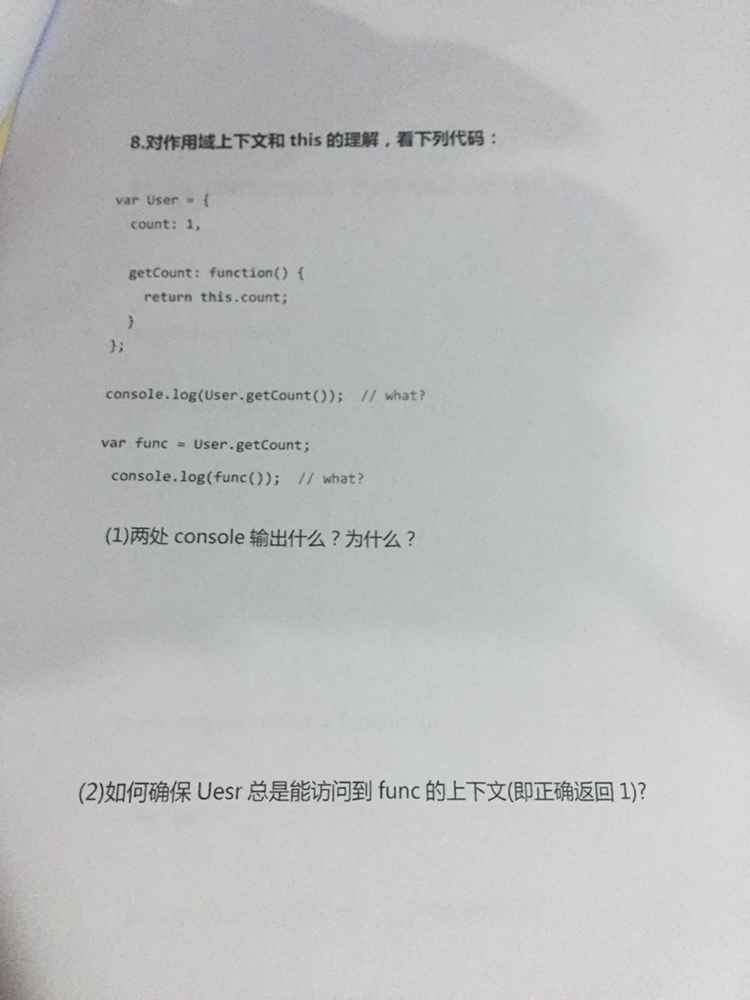 8.对作用域上下文和 this 的理解，看下列代码：
var User = {
count: 1,
getCount: function() {
return this.count;
}
};
console.log(User.getCount()); // what?
var func = User.getCount;
console.log(func()); // what?
(1)两处 console 输出什么？为什么？
(2)如何确保 Uesr 总是能访问到 func 的上下文(即正确返回 1)?